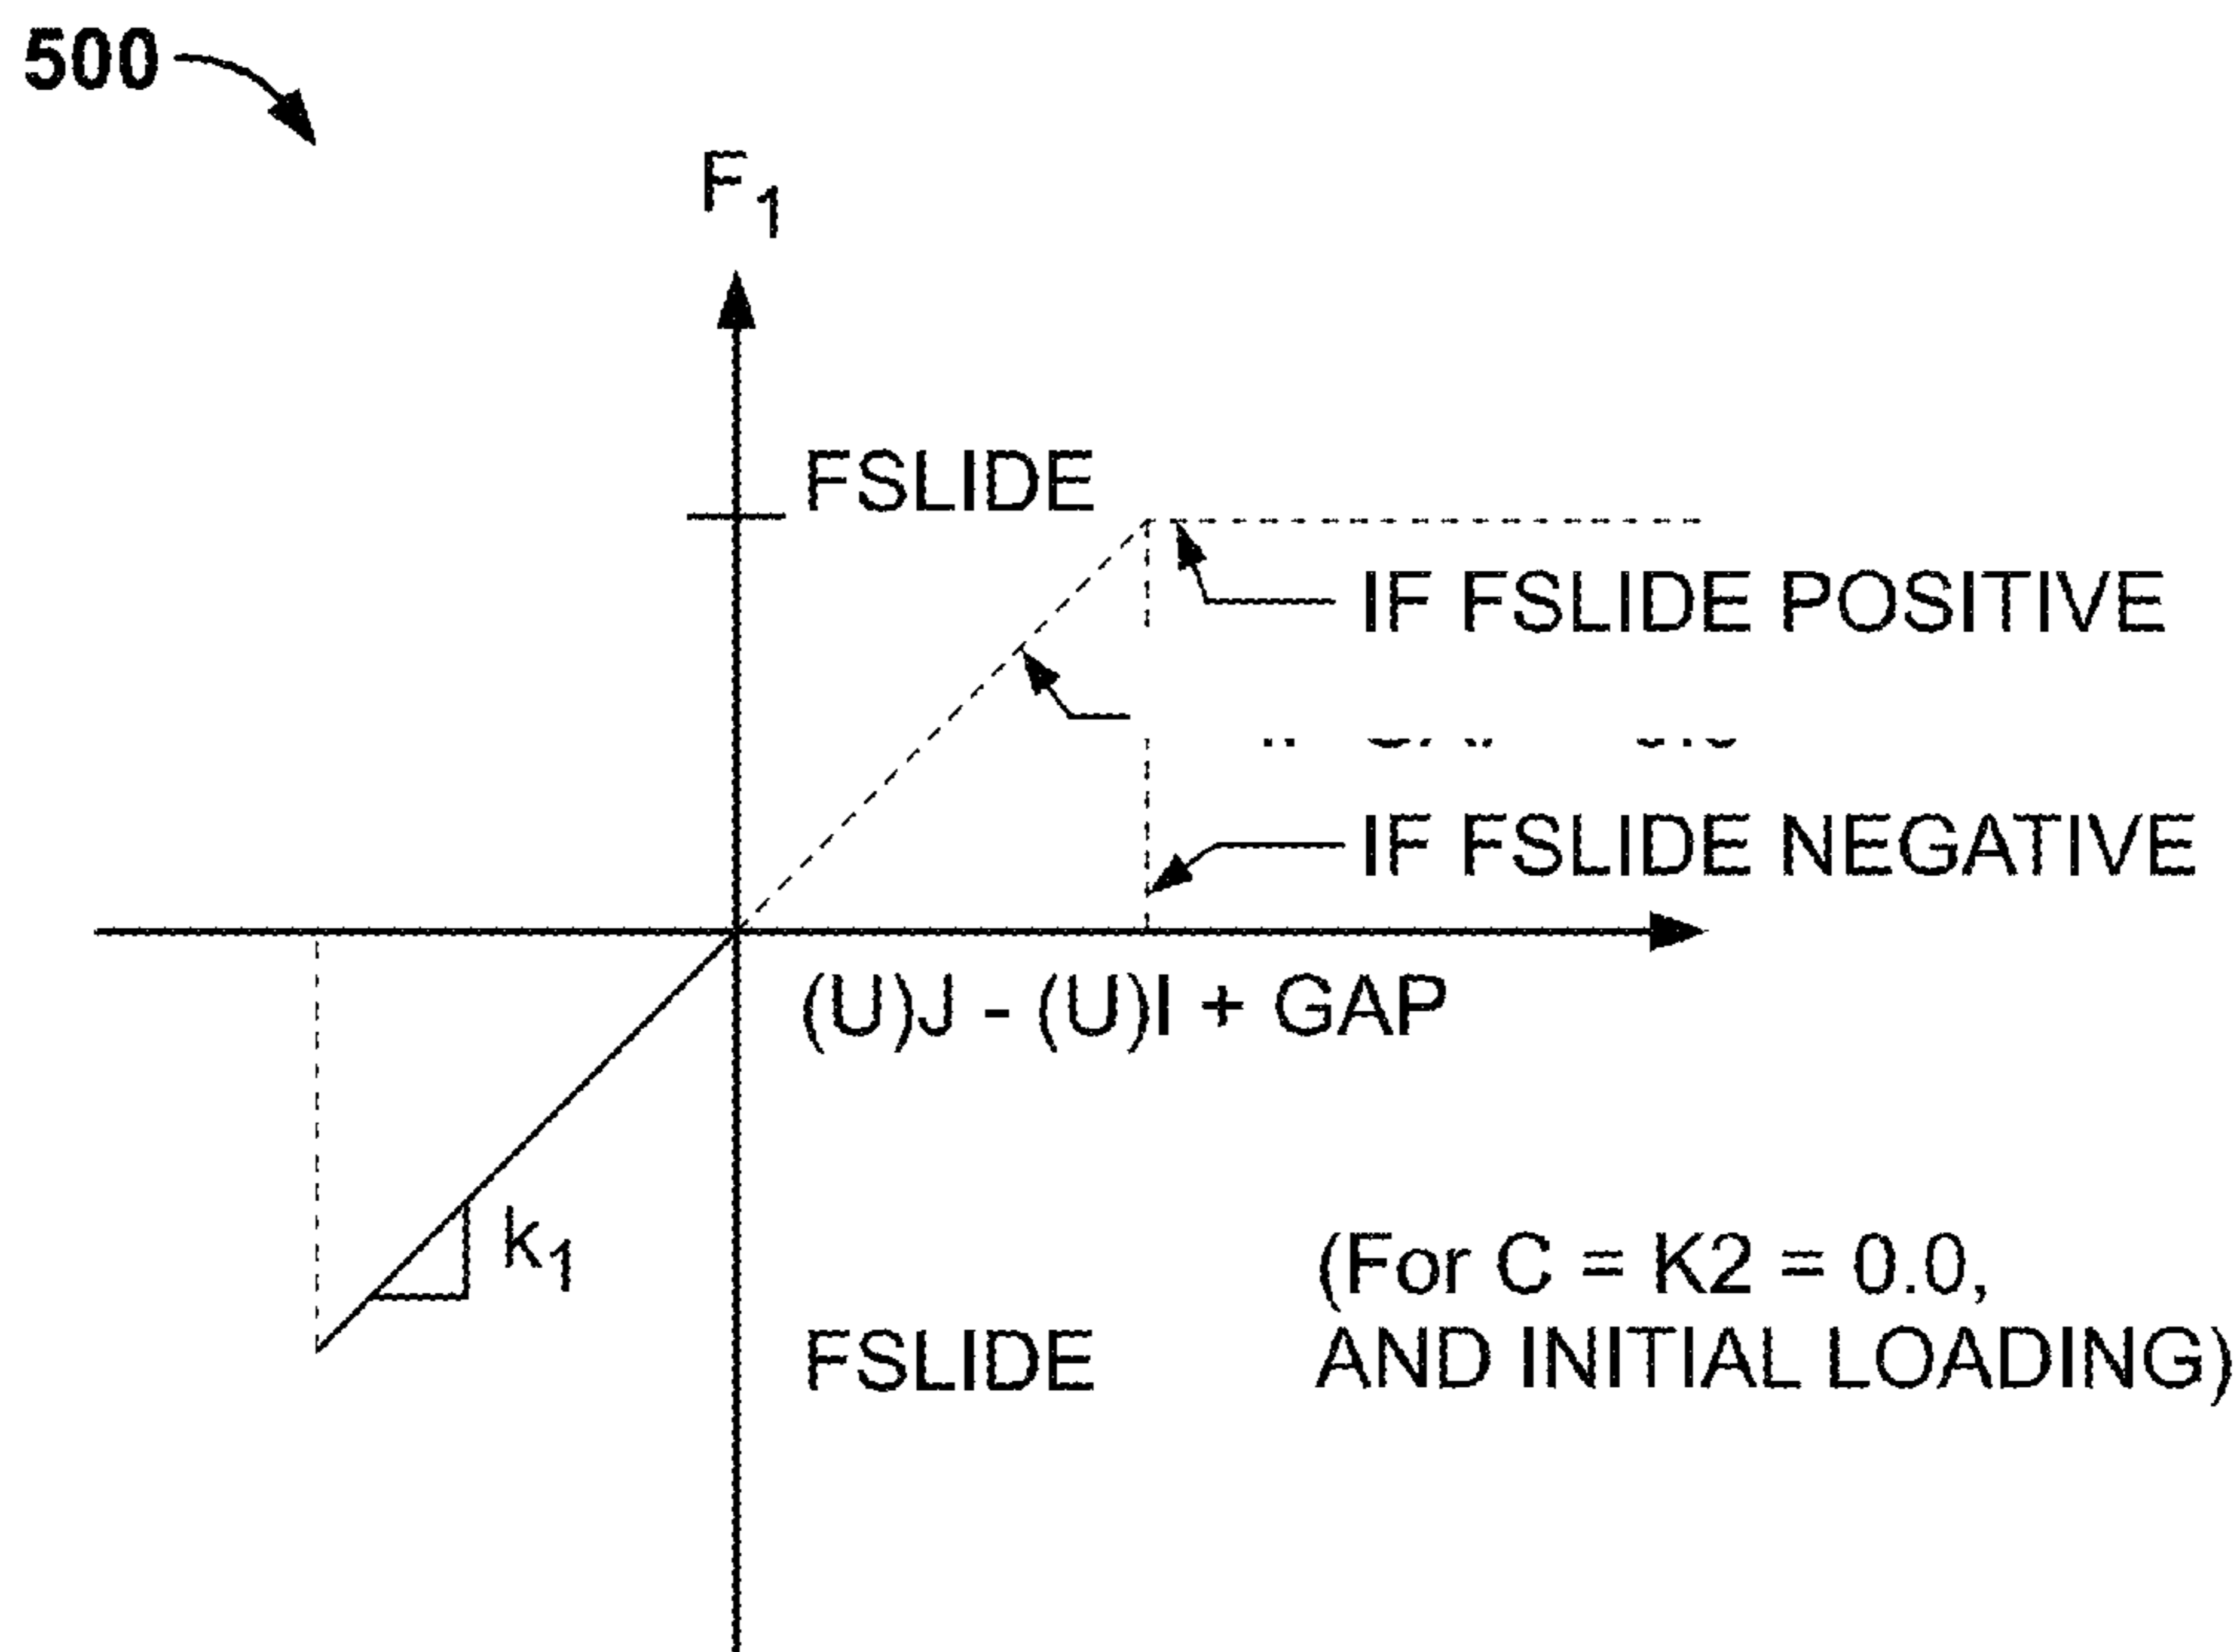 500
F1
FSLIDE
IF FSLIDE POSITIVE
IF FSLIDE NEGATIVE
(U)J - (U)I + GAP
k1
(For C = K2 = 0.0,
FSLIDE
AND INITIAL LOADING)